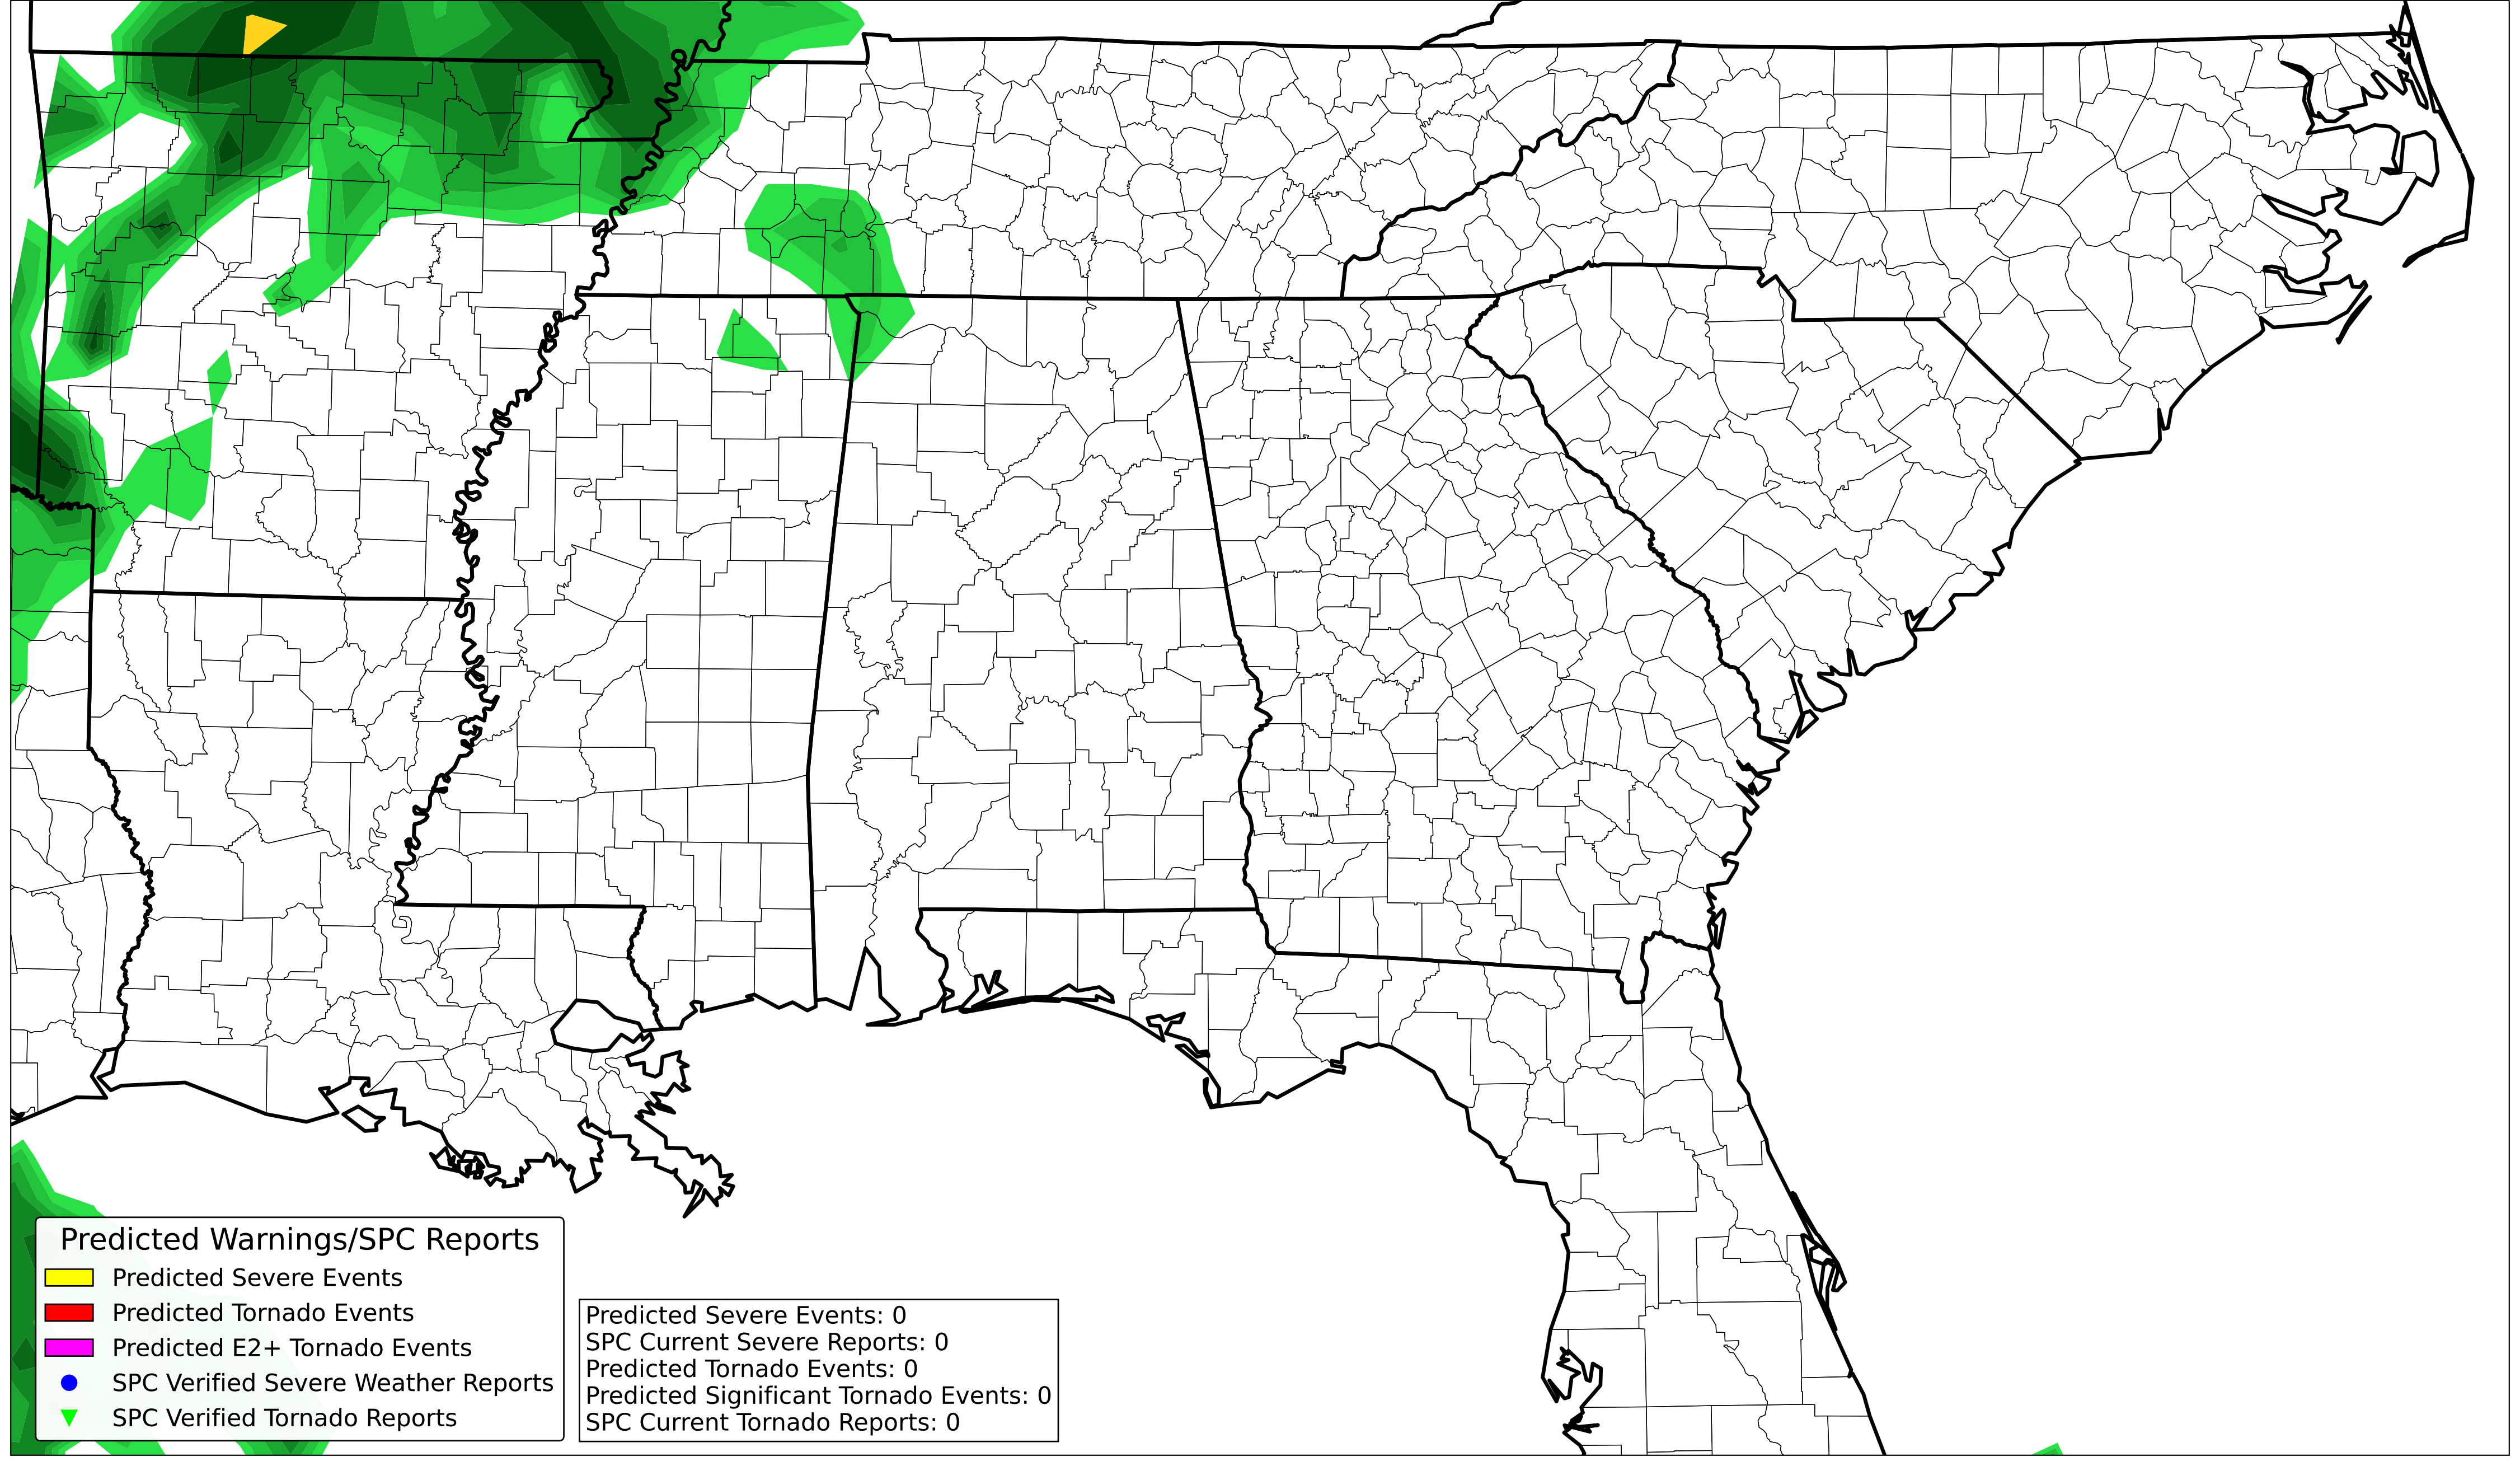 Predicted Warnings/SPC Reports
Predicted Severe Events
Predicted Tornado Events
Predicted E2+ Tornado Events
SPC Verified Severe Weather Reports
SPC Verified Tornado Reports
Predicted Severe Events: 0
SPC Current Severe Reports: 0
Predicted Tornado Events: 0
Predicted Significant Tornado Events: 0
SPC Current Tornado Reports: 0